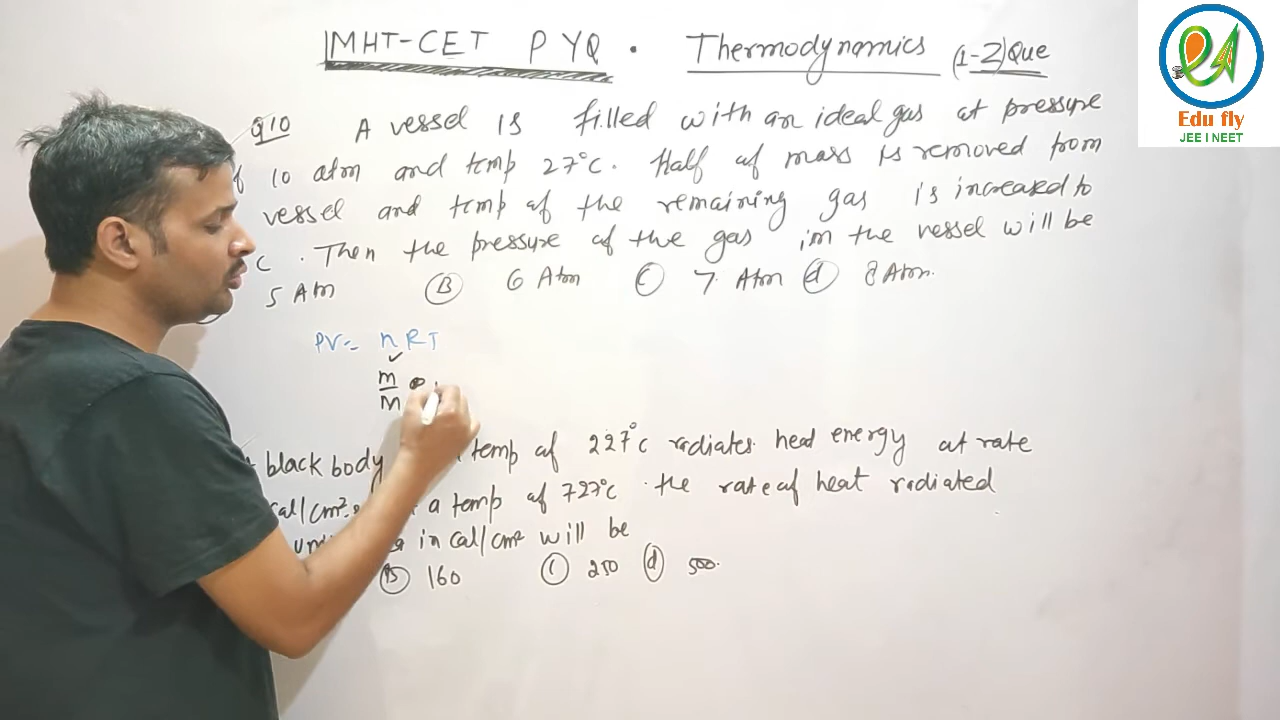 MHT-CET PYQ . Thermodynamics (1-2)Que
Edu fly
JEE I NEET
Q10 A vessel is filled with an ideal gas at pressure
of 10 atm and temp 27°C. Half of mass is removed from
vessel and temp of the remaining gas is increased to
C . Then the pressure of the gas in the vessel will be
5 Atm (B) 6 Atom (C) 7 Atom (d) 8 Atom.
PV= nRT
m
M
black body temp of 227°C radiates heat energy at rate
cal/cm² a temp of 727°C the rate of heat radiated
in Cal/cm² will be
(B) 160 (C) 250 (d) 500.